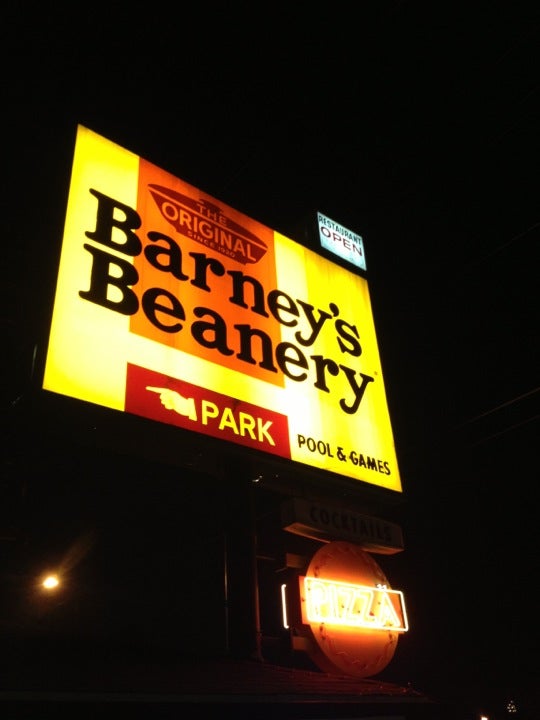 THE
ORIGINAL
SINCE 1920
Barney's
Beanery
PARK
POOL & GAMES
RESTAURANT
OPEN
COCKTAILS
PIZZA